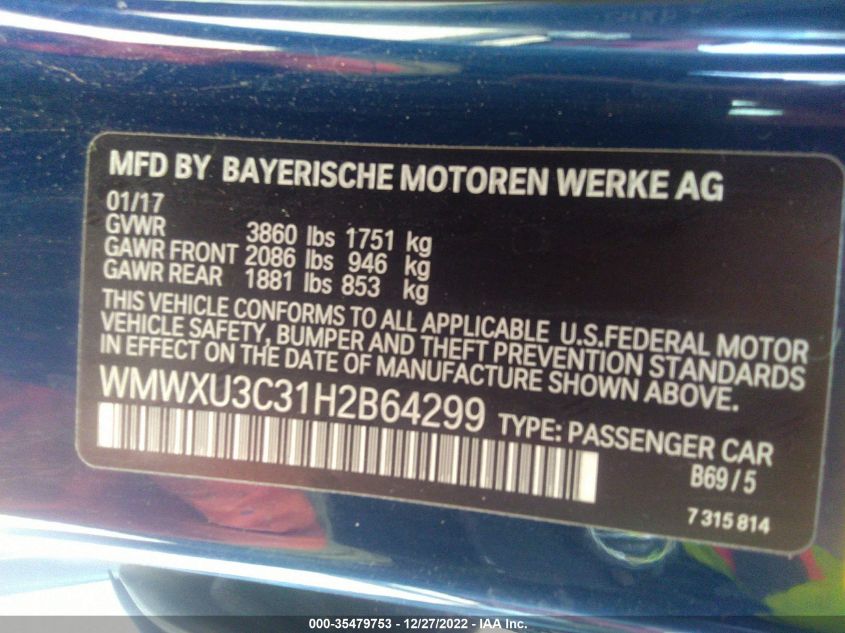 MFD BY BAYERISCHE MOTOREN WERKE AG
01/17
GVWR 3860 lbs 1751 kg
GAWR FRONT 2086 lbs 946 kg
GAWR REAR 1881 lbs 853 kg
THIS VEHICLE CONFORMS TO ALL APPLICABLE U.S.FEDERAL MOTOR
VEHICLE SAFETY, BUMPER AND THEFT PREVENTION STANDARDS
IN EFFECT ON THE DATE OF MANUFACTURE SHOWN ABOVE.
WMWXU3C31H2B64299 TYPE: PASSENGER CAR
B69/5
7 315 814
000-35479753 - 12/27/2022 - IAA Inc.